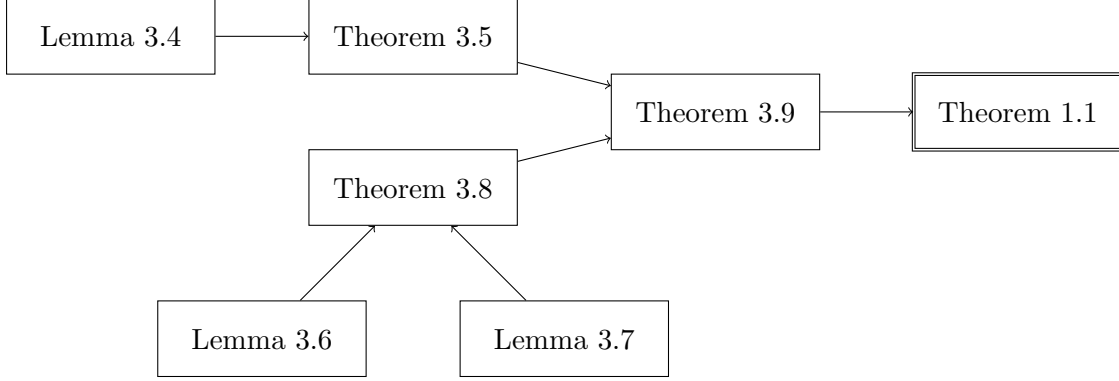 Lemma 3.4
Theorem 3.5
Theorem 3.9
Theorem 1.1
Theorem 3.8
Lemma 3.6
Lemma 3.7